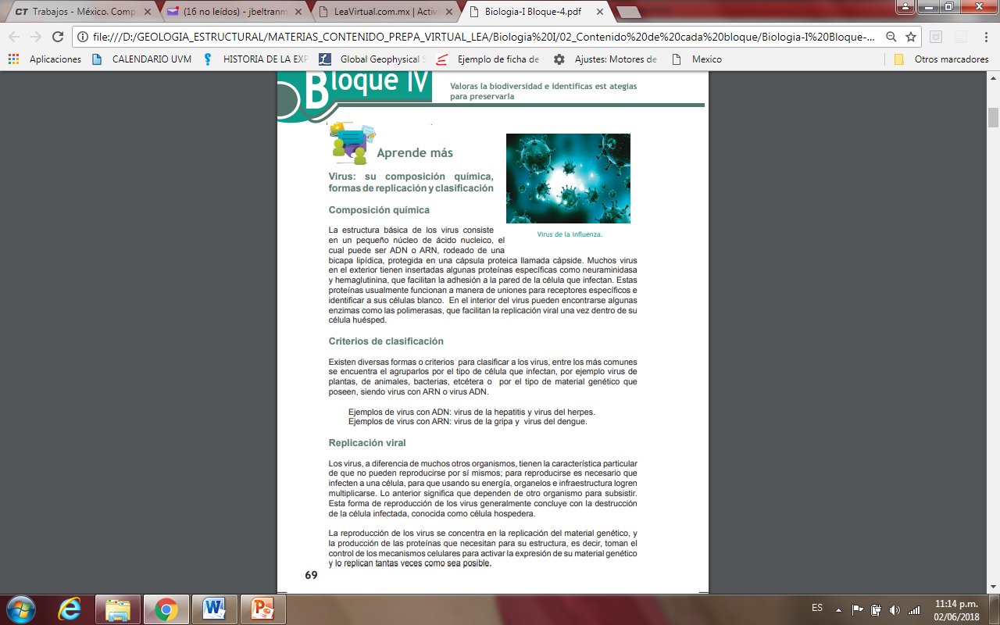 CT Trabajos - México. Comp
(16 no leídos) - jbeltranm
LeaVirtual.com.mx | Activi
Biologia-I Bloque-4.pdf
file:///D:/GEOLOGIA_ESTRUCTURAL/MATERIAS_CONTENIDO_PREPA_VIRTUAL_LEA/Biologia%20I/02_Contenido%20de%20cada%20bloque/Biologia-I%20Bloque-...
Aplicaciones
CALENDARIO UVM
HISTORIA DE LA EXP
Global Geophysical S
Ejemplo de ficha de
Ajustes: Motores de
Mexico
Otros marcadores
Bloque IV
Valoras la biodiversidad e identificas est ategias
para preservarla
Aprende más
Virus: su composición química,
formas de replicación y clasificación
Composición química
Virus de la influenza.
La estructura básica de los virus consiste
en un pequeño núcleo de ácido nucleico, el
cual puede ser ADN o ARN, rodeado de una
bicapa lipídica, protegida en una cápsula proteica llamada cápside. Muchos virus
en el exterior tienen insertadas algunas proteínas específicas como neuraminidasa
y hemaglutinina, que facilitan la adhesión a la pared de la célula que infectan. Estas
proteínas usualmente funcionan a manera de uniones para receptores específicos e
identificar a sus células blanco. En el interior del virus pueden encontrarse algunas
enzimas como las polimerasas, que facilitan la replicación viral una vez dentro de su
célula huésped.
Criterios de clasificación
Existen diversas formas o criterios para clasificar a los virus, entre los más comunes
se encuentra el agruparlos por el tipo de célula que infectan, por ejemplo virus de
plantas, de animales, bacterias, etcétera o por el tipo de material genético que
poseen, siendo virus con ARN o virus ADN.
Ejemplos de virus con ADN: virus de la hepatitis y virus del herpes.
Ejemplos de virus con ARN: virus de la gripa y virus del dengue.
Replicación viral
Los virus, a diferencia de muchos otros organismos, tienen la característica particular
de que no pueden reproducirse por sí mismos; para reproducirse es necesario que
infecten a una célula, para que usando su energía, organelos e infraestructura logren
multiplicarse. Lo anterior significa que dependen de otro organismo para subsistir.
Esta forma de reproducción de los virus generalmente concluye con la destrucción
de la célula infectada, conocida como célula hospedera.
La reproducción de los virus se concentra en la replicación del material genético, y
la producción de las proteínas que necesitan para su estructura, es decir, toman el
control de los mecanismos celulares para activar la expresión de su material genético
y lo replican tantas veces como sea posible.
69
ES
11:14 p.m.
02/06/2018